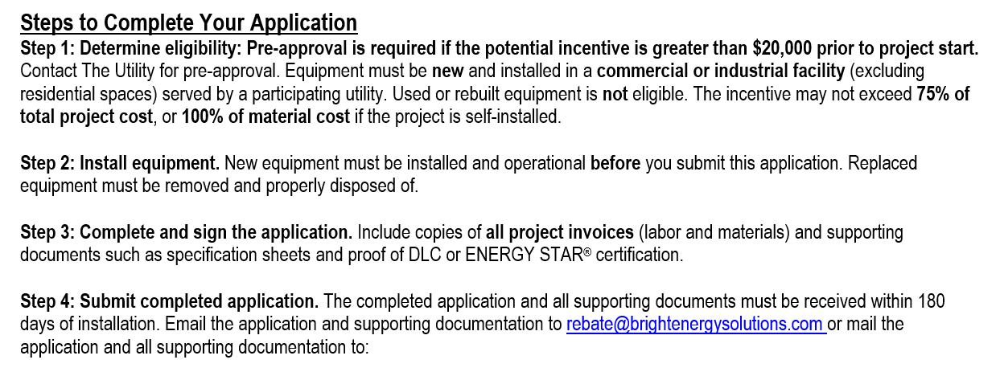 Steps to Complete Your Application
Step 1: Determine eligibility: Pre-approval is required if the potential incentive is greater than $20,000 prior to project start.
Contact The Utility for pre-approval. Equipment must be new and installed in a commercial or industrial facility (excluding
residential spaces) served by a participating utility. Used or rebuilt equipment is not eligible. The incentive may not exceed 75% of
total project cost, or 100% of material cost if the project is self-installed.
Step 2: Install equipment. New equipment must be installed and operational before you submit this application. Replaced
equipment must be removed and properly disposed of.
Step 3: Complete and sign the application. Include copies of all project invoices (labor and materials) and supporting
documents such as specification sheets and proof of DLC or ENERGY STAR® certification.
Step 4: Submit completed application. The completed application and all supporting documents must be received within 180
days of installation. Email the application and supporting documentation to rebate@brightenergysolutions.com or mail the
application and all supporting documentation to: